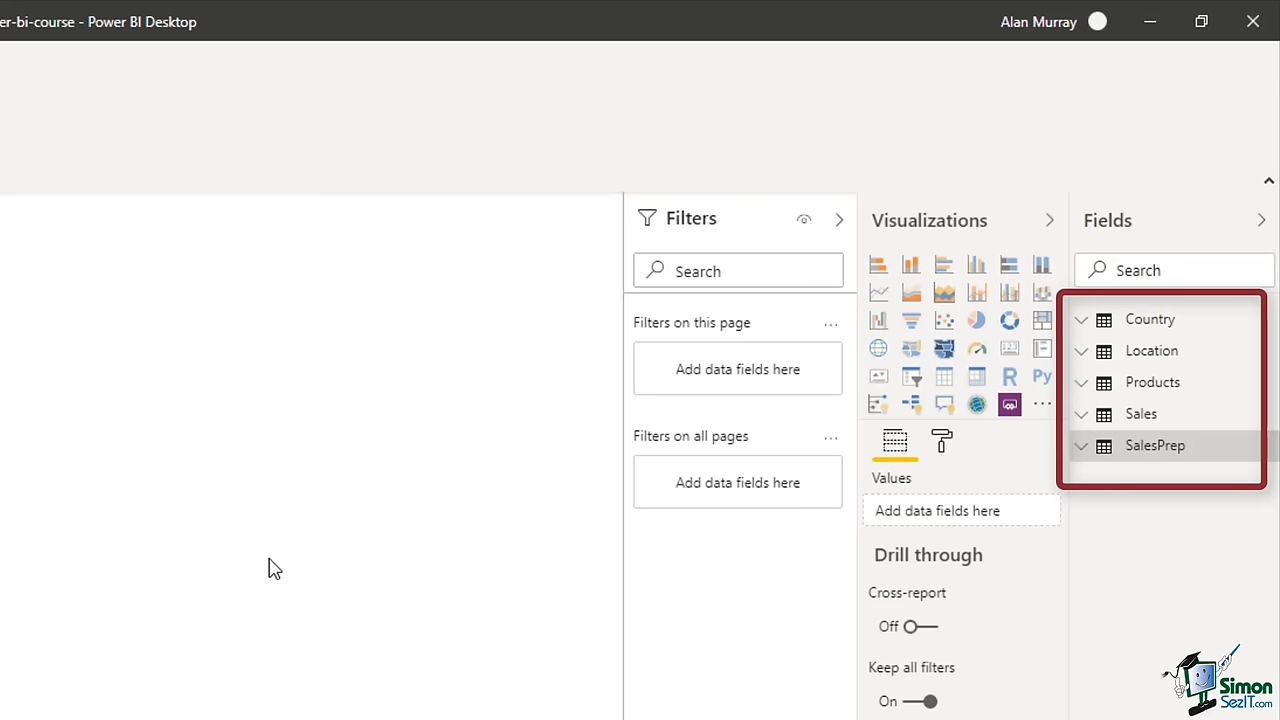 er-bi-course - Power BI Desktop
Alan Murray
Filters
Search
Filters on this page
...
Add data fields here
Filters on all pages
...
Add data fields here
Visualizations
R
Py
...
Values
Add data fields here
Drill through
Cross-report
Off
Keep all filters
On
Fields
Search
Country
Location
Products
Sales
SalesPrep
Simon
SezIT.com